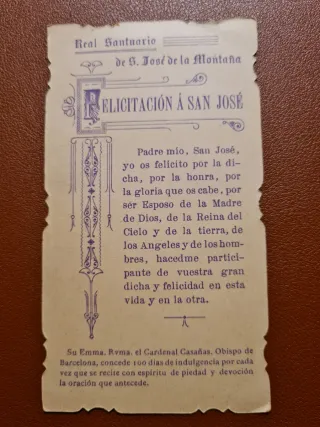 Real Santuario
de S. José de la Montaña
FELICITACIÓN Á SAN JOSÉ
Padre mio, San José,
yo os felicito por la di-
cha, por la honra, por
la gloria que os cabe, por
ser Esposo de la Madre
de Dios, de la Reina del
Cielo y de la tierra, de
los Angeles y de los hom-
bres, hacedme partici-
pante de vuestra gran
dicha y felicidad en esta
vida y en la otra.
Su Emma. Rvma. el Cardenal Casañas, Obispo de
Barcelona, concede 100 días de indulgencia por cada
vez que se recite con espíritu de piedad y devoción
la oración que antecede.